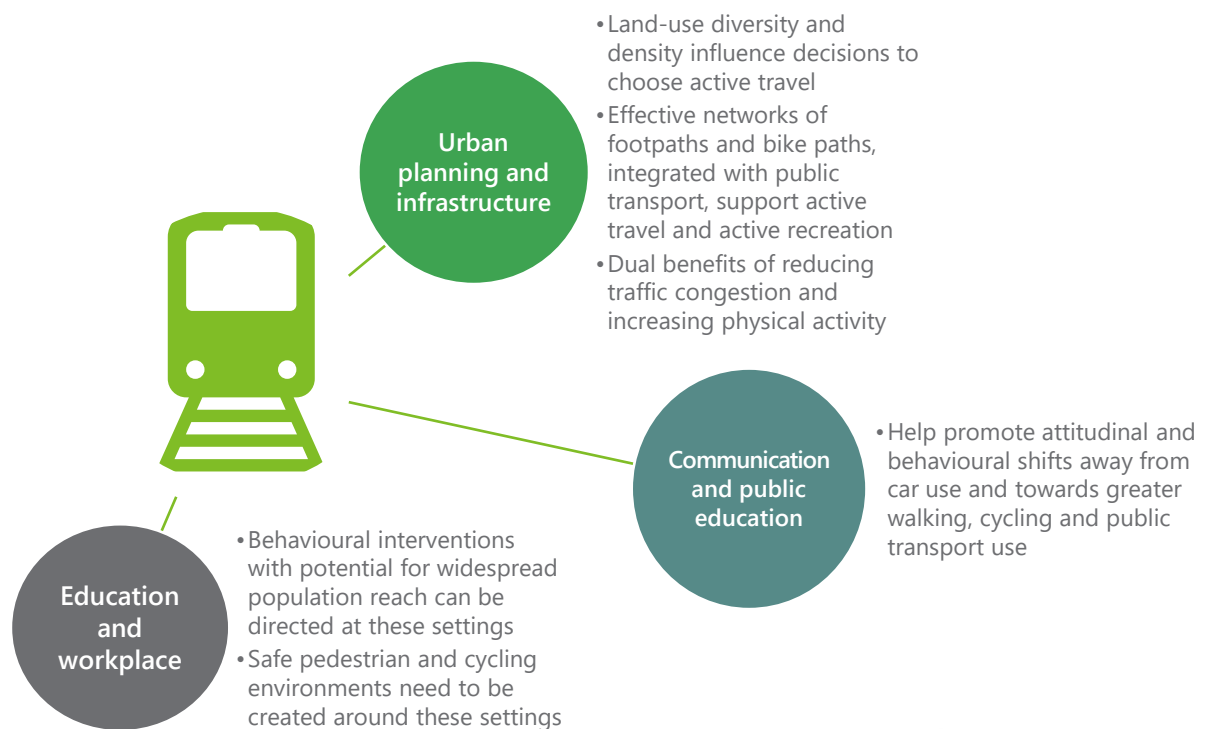 Urban
planning and
infrastructure
•Land-use diversity and
density influence decisions to
choose active travel
•Effective networks of
footpaths and bike paths,
integrated with public
transport, support active
travel and active recreation
•Dual benefits of reducing
traffic congestion and
increasing physical activity
Communication
and public
education
•Help promote attitudinal and
behavioural shifts away from
car use and towards greater
walking, cycling and public
transport use
Education
and
workplace
•Behavioural interventions
with potential for widespread
population reach can be
directed at these settings
•Safe pedestrian and cycling
environments need to be
created around these settings